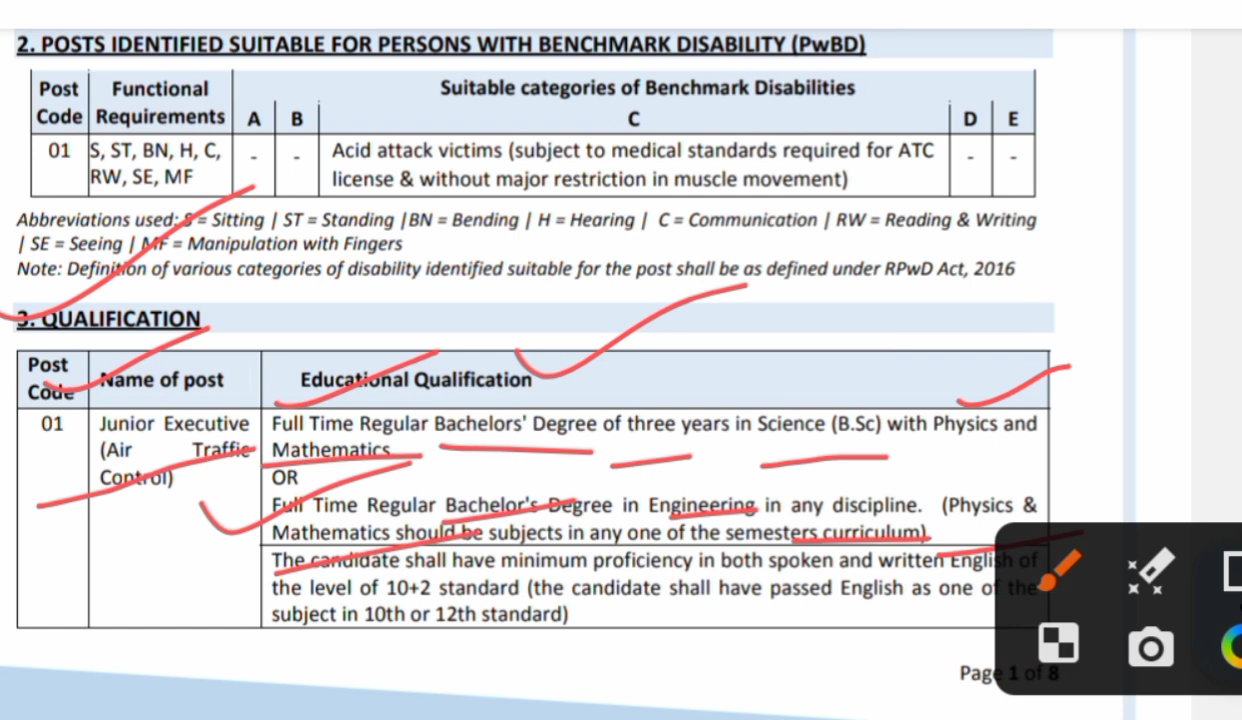 2. POSTS IDENTIFIED SUITABLE FOR PERSONS WITH BENCHMARK DISABILITY (PwBD)
Post Code Functional Requirements Suitable categories of Benchmark Disabilities
A B C D E
01 S, ST, BN, H, C, RW, SE, MF - - Acid attack victims (subject to medical standards required for ATC license & without major restriction in muscle movement) - -
Abbreviations used: S = Sitting | ST = Standing |BN = Bending | H = Hearing | C = Communication | RW = Reading & Writing
| SE = Seeing | MF = Manipulation with Fingers
Note: Definition of various categories of disability identified suitable for the post shall be as defined under RPwD Act, 2016
3. QUALIFICATION
Post Code Name of post Educational Qualification
01 Junior Executive (Air Traffic Control)
Full Time Regular Bachelors' Degree of three years in Science (B.Sc) with Physics and
Mathematics
OR
Full Time Regular Bachelor's Degree in Engineering in any discipline. (Physics &
Mathematics should be subjects in any one of the semesters curriculum).
The candidate shall have minimum proficiency in both spoken and written English of
the level of 10+2 standard (the candidate shall have passed English as one of the
subject in 10th or 12th standard)
Page 1 of 8